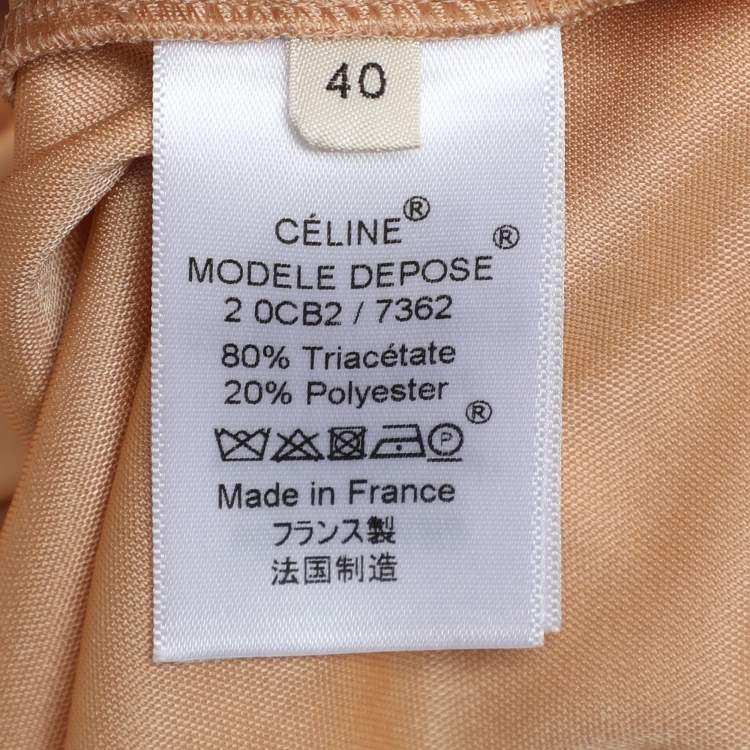 40
CÉLINE®
MODELE DEPOSE®
2 0CB2 / 7362
80% Triacétate
20% Polyester
P ®
Made in France
フランス製
法国制造